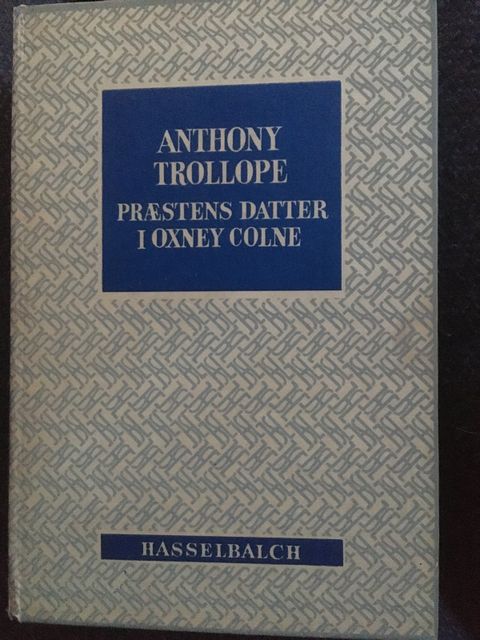 ANTHONY
TROLLOPE
PRÆSTENS DATTER
I OXNEY COLNE
HASSELBALCH